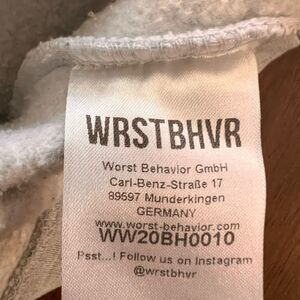 WRSTBHVR
Worst Behavior GmbH
Carl-Benz-Straße 17
89597 Munderkingen
GERMANY
www.worst-behavior.com
WW20BH0010
Psst...! Follow us on Instagram
@wrstbhvr